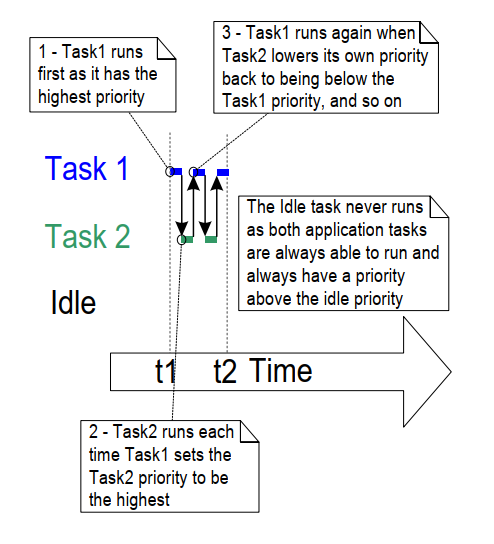 1 - Task1 runs
first as it has the
highest priority
3 - Task1 runs again when
Task2 lowers its own priority
back to being below the
Task1 priority, and so on
Task 1
Task 2
Idle
The Idle task never runs
as both application tasks
are always able to run and
always have a priority
above the idle priority
t1 t2 Time
2 - Task2 runs each
time Task1 sets the
Task2 priority to be
the highest